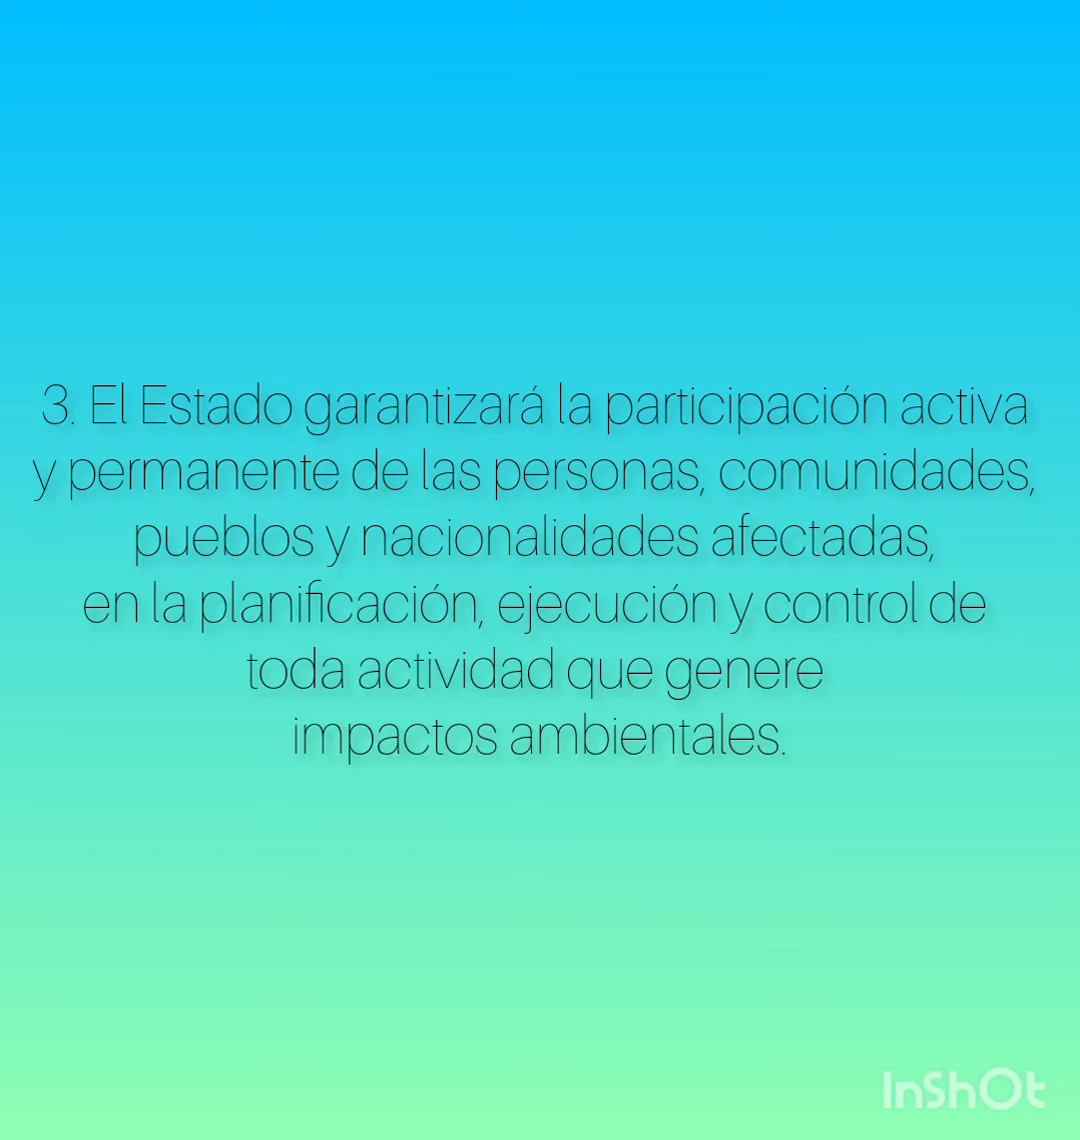 3. El Estado garantizará la participación activa
y permanente de las personas, comunidades,
pueblos y nacionalidades afectadas,
en la planificación, ejecución y control de
toda actividad que genere
impactos ambientales.
InShOt